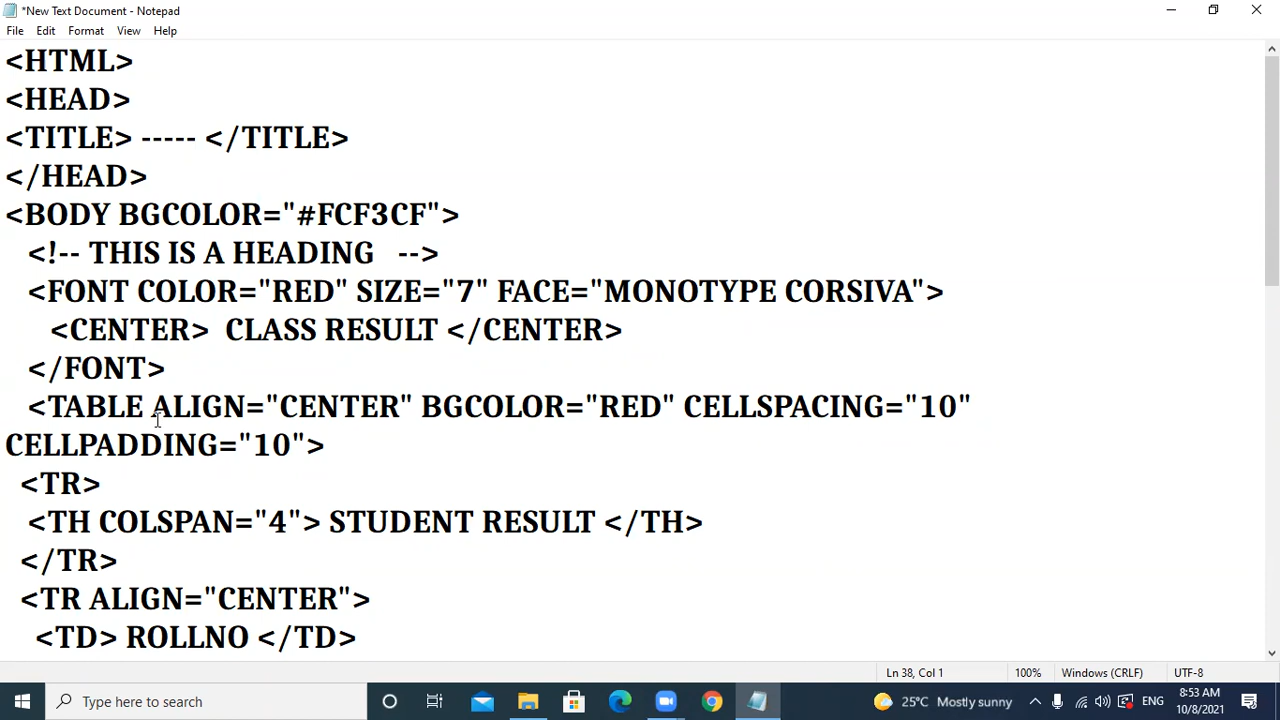 *New Text Document - Notepad
File Edit Format View Help
<HTML>
<HEAD>
<TITLE> ----- </TITLE>
</HEAD>
<BODY BGCOLOR="#FCF3CF">
<!-- THIS IS A HEADING   -->
<FONT COLOR="RED" SIZE="7" FACE="MONOTYPE CORSIVA">
<CENTER>  CLASS RESULT </CENTER>
</FONT>
<TABLE ALIGN="CENTER" BGCOLOR="RED" CELLSPACING="10"
CELLPADDING="10">
<TR>
<TH COLSPAN="4"> STUDENT RESULT </TH>
</TR>
<TR ALIGN="CENTER">
<TD> ROLLNO </TD>
Ln 38, Col 1 100% Windows (CRLF) UTF-8
Type here to search 25°C Mostly sunny ENG 8:53 AM
10/8/2021